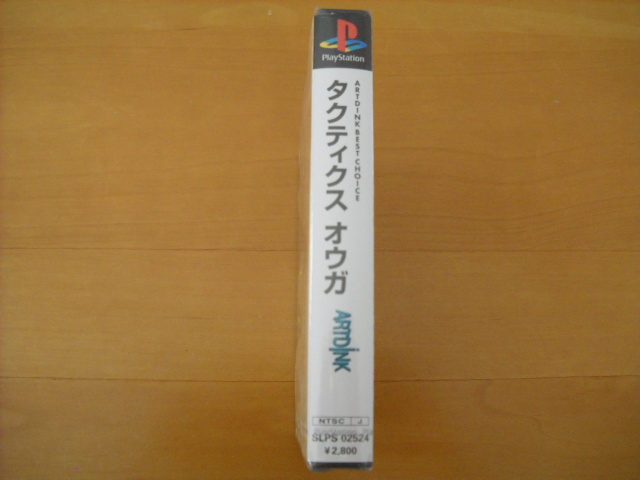 PlayStation
ARTDINK BEST CHOICE
タクティクス オウガ
ARTDINK
NTSC J
SLPS 02524
¥2,800